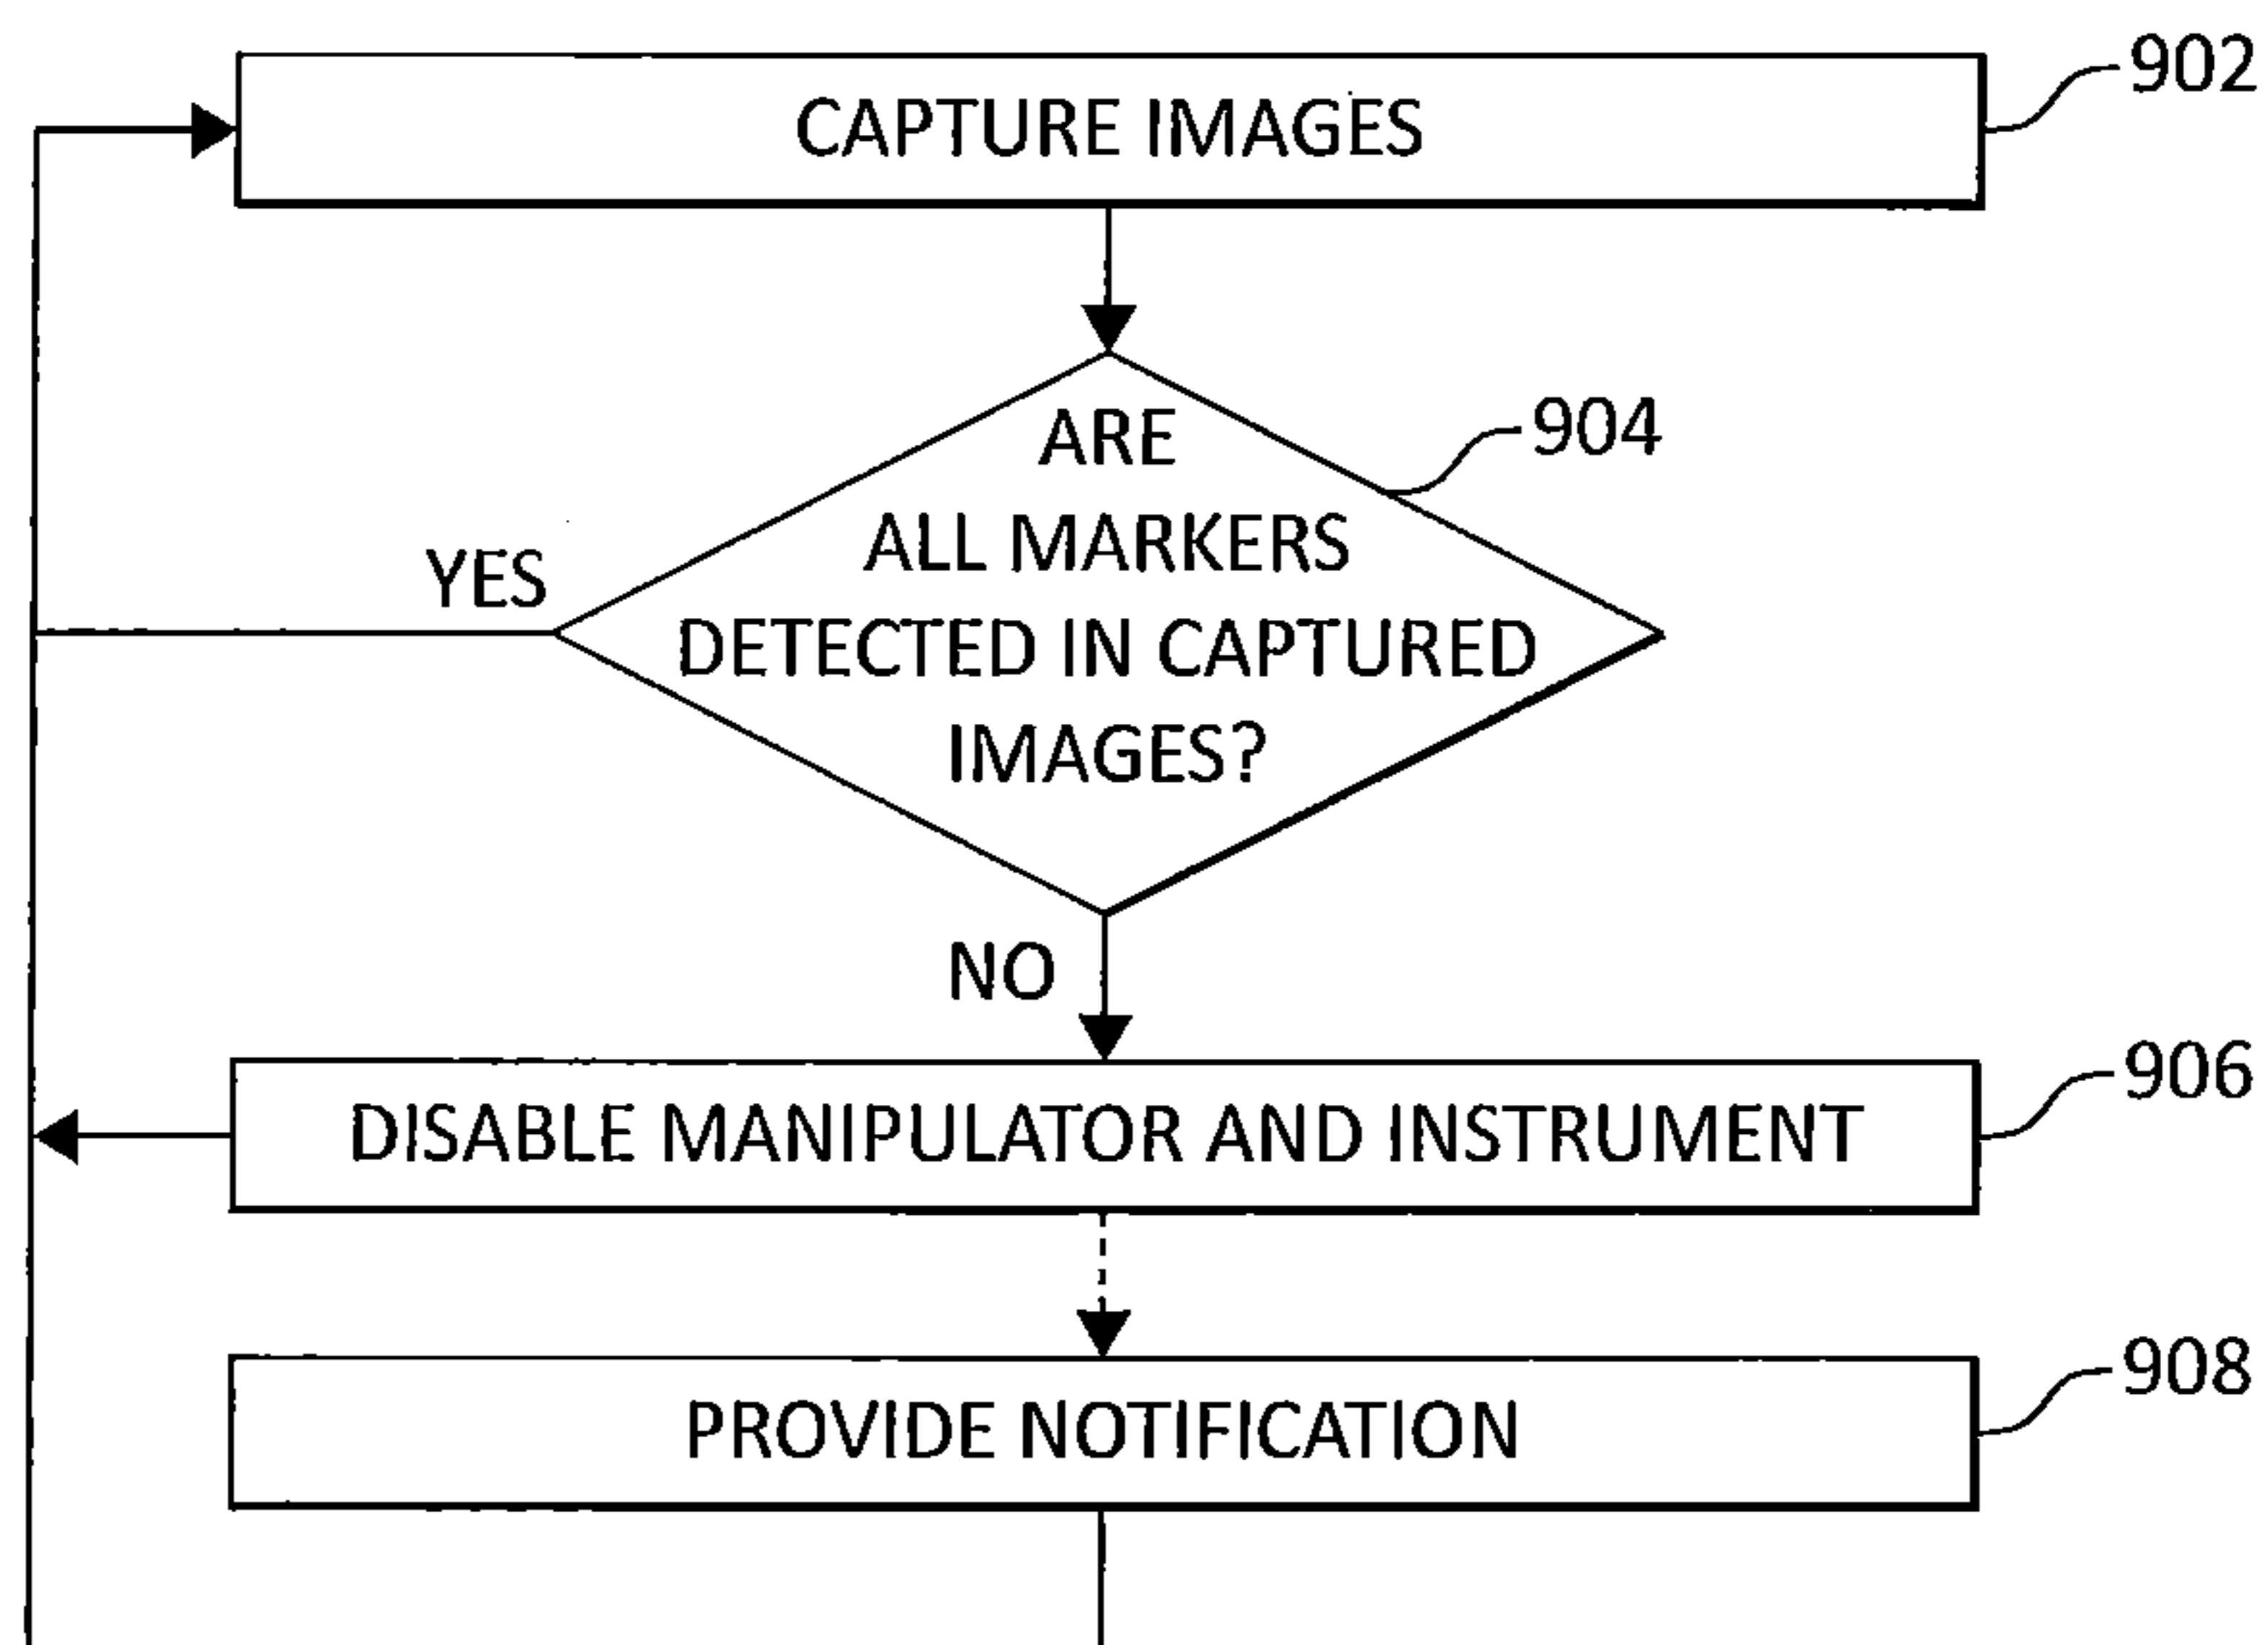 902
CAPTURE IMAGES
904
ARE
ALL MARKERS
DETECTED IN CAPTURED
IMAGES?
YES
NO
906
DISABLE MANIPULATOR AND INSTRUMENT
908
PROVIDE NOTIFICATION